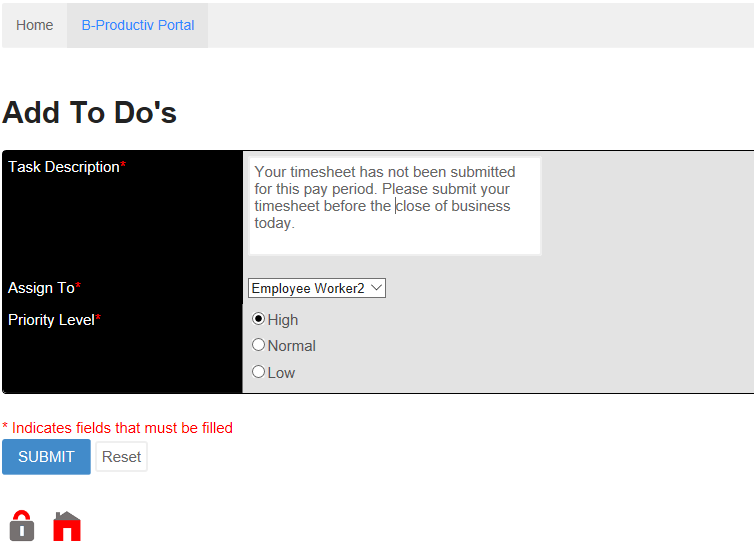 Home B-Productiv Portal
Add To Do's
Task Description*
Your timesheet has not been submitted
for this pay period. Please submit your
timesheet before the close of business
today.
Assign To* Employee Worker2
Priority Level* High
Normal
Low
* Indicates fields that must be filled
SUBMIT Reset